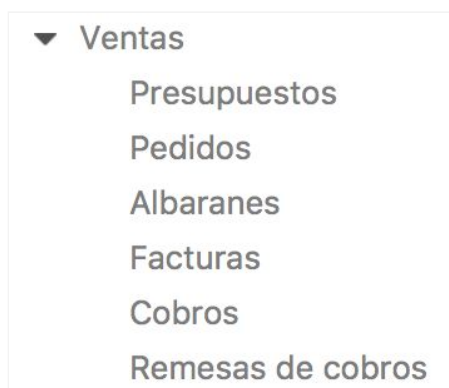 Ventas
Presupuestos
Pedidos
Albaranes
Facturas
Cobros
Remesas de cobros